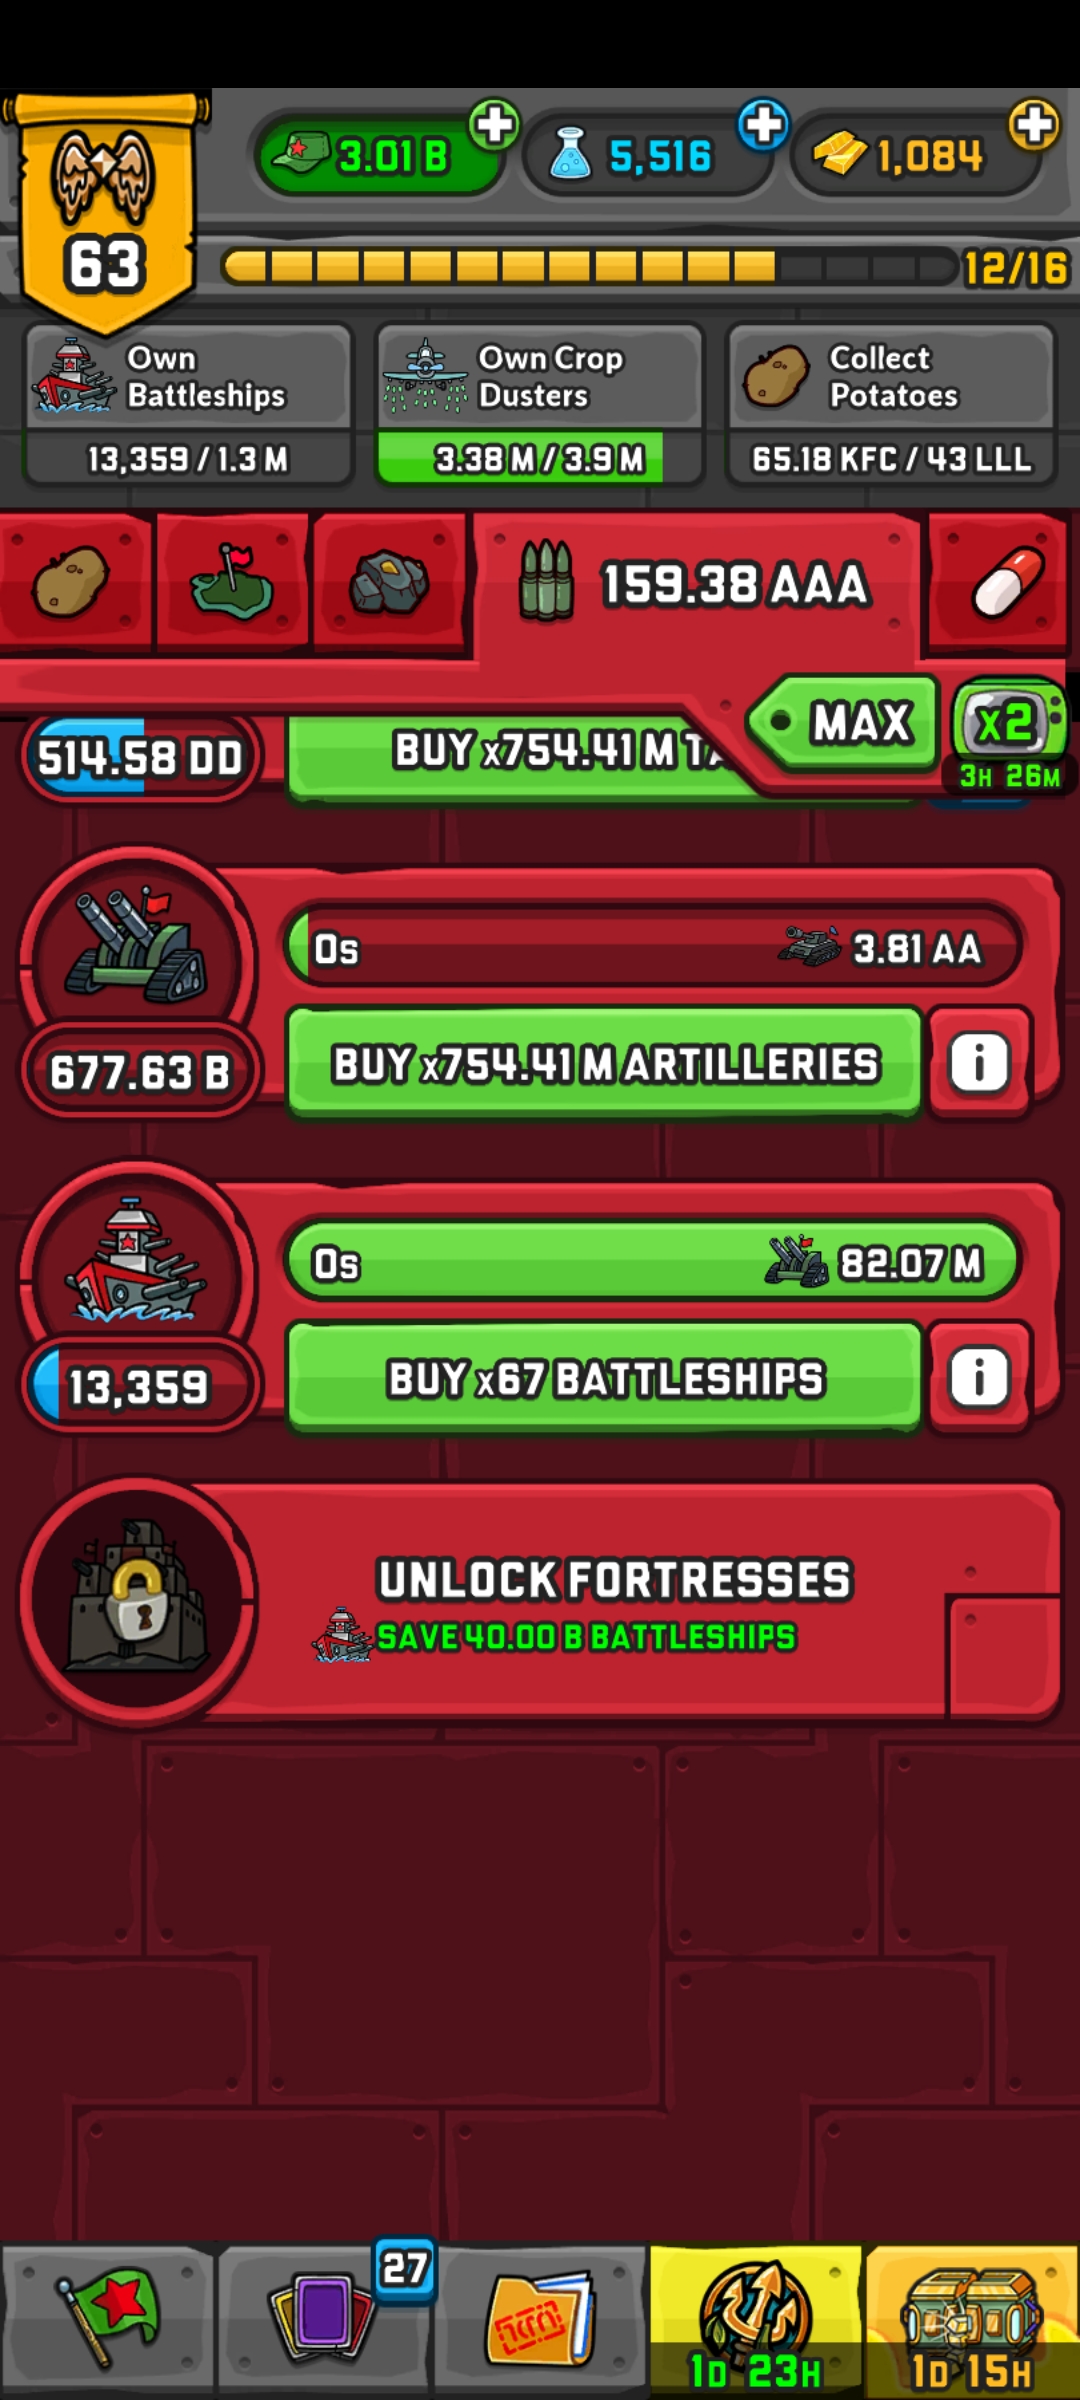 3.01 B
5,516
1,084
63
12/16
Own
Battleships
13,359 / 1.3 M
Own Crop
Dusters
3.38 M / 3.9 M
Collect
Potatoes
65.18 KFC / 43 LLL
159.38 AAA
MAX
x2
3H 26M
514.58 DD
BUY x754.41 M
0s
3.81 AA
677.63 B
BUY x754.41 M ARTILLERIES
i
0s
82.07 M
13,359
BUY x67 BATTLESHIPS
i
UNLOCK FORTRESSES
SAVE 40.00 B BATTLESHIPS
27
1D 23H
1D 15H